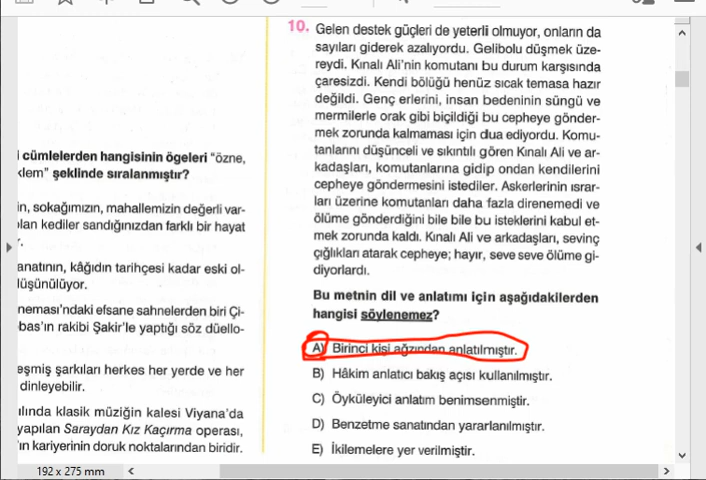 l cümlelerden hangisinin ögeleri "özne,
klem" şeklinde sıralanmıştır?
in, sokağımızın, mahallemizin değerli var-
lan kediler sandığınızdan farklı bir hayat
r.
anatının, kâğıdın tarihçesi kadar eski ol-
lüşünülüyor.
neması'ndaki efsane sahnelerden biri Çi-
bas'ın rakibi Şakir'le yaptığı söz düello-
eşmiş şarkıları herkes her yerde ve her
dinleyebilir.
ılında klasik müziğin kalesi Viyana'da
yapılan Saraydan Kız Kaçırma operası,
'ın kariyerinin doruk noktalarından biridir.
10. Gelen destek güçleri de yeterli olmuyor, onların da
sayıları giderek azalıyordu. Gelibolu düşmek üze-
reydi. Kınalı Ali'nin komutanı bu durum karşısında
çaresizdi. Kendi bölüğü henüz sıcak temasa hazır
değildi. Genç erlerini, insan bedeninin süngü ve
mermilerle orak gibi biçildiği bu cepheye gönder-
mek zorunda kalmaması için dua ediyordu. Komu-
tanlarını düşünceli ve sıkıntılı gören Kınalı Ali ve ar-
kadaşları, komutanlarına gidip ondan kendilerini
cepheye göndermesini istediler. Askerlerinin ısrar-
ları üzerine komutanları daha fazla direnemedi ve
ölüme gönderdiğini bile bile bu isteklerini kabul et-
mek zorunda kaldı. Kınalı Ali ve arkadaşları, sevinç
çığlıkları atarak cepheye; hayır, seve seve ölüme gi-
diyorlardı.
Bu metnin dil ve anlatımı için aşağıdakilerden
hangisi söylenemez?
A) Birinci kişi ağzından anlatılmıştır.
B) Hâkim anlatıcı bakış açısı kullanılmıştır.
C) Öyküleyici anlatım benimsenmiştir.
D) Benzetme sanatından yararlanılmıştır.
E) İkilemelere yer verilmiştir.
192 x 275 mm